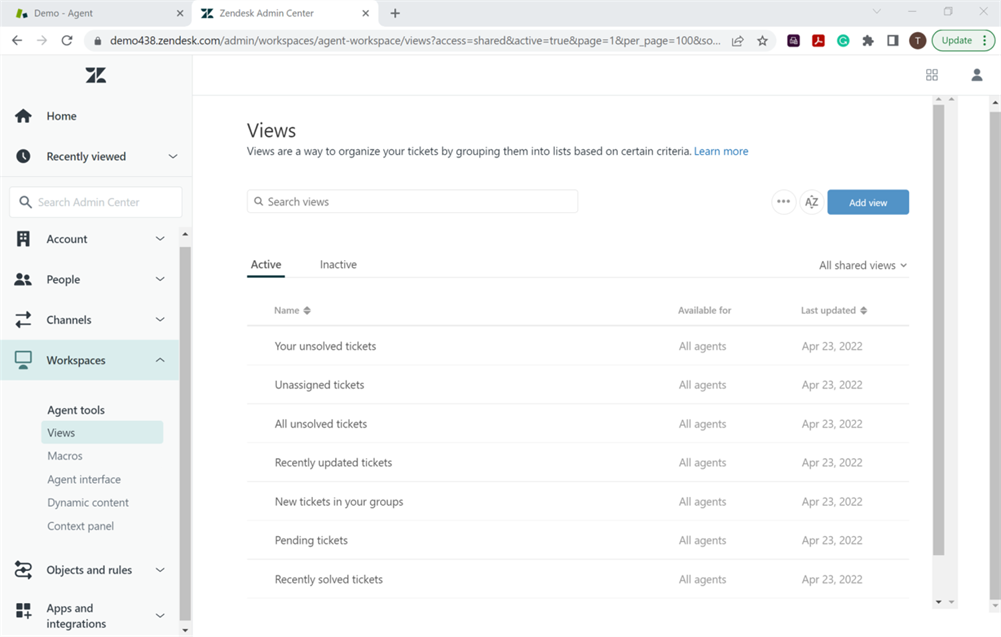 Demo - Agent
Zendesk Admin Center
demo438.zendesk.com/admin/workspaces/agent-workspace/views?access=shared&active=true&page=1&per_page=100&so...
T
Update
Home
Recently viewed
Search Admin Center
Account
People
Channels
Workspaces
Agent tools
Views
Macros
Agent interface
Dynamic content
Context panel
Objects and rules
Apps and
integrations
Views
Views are a way to organize your tickets by grouping them into lists based on certain criteria. Learn more
Search views
AZ
Add view
Active Inactive All shared views
Name Available for Last updated
Your unsolved tickets All agents Apr 23, 2022
Unassigned tickets All agents Apr 23, 2022
All unsolved tickets All agents Apr 23, 2022
Recently updated tickets All agents Apr 23, 2022
New tickets in your groups All agents Apr 23, 2022
Pending tickets All agents Apr 23, 2022
Recently solved tickets All agents Apr 23, 2022